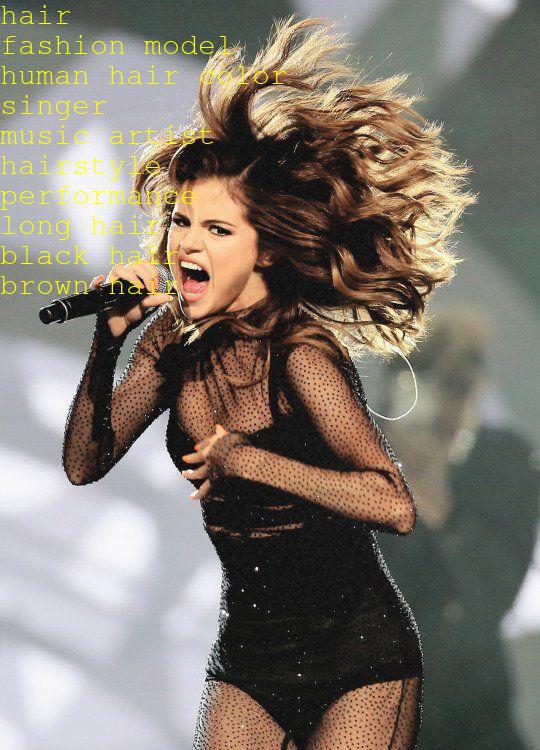 hair
fashion model
human hair color
singer
music artist
hairstyle
performance
long hair
black hair
brown hair